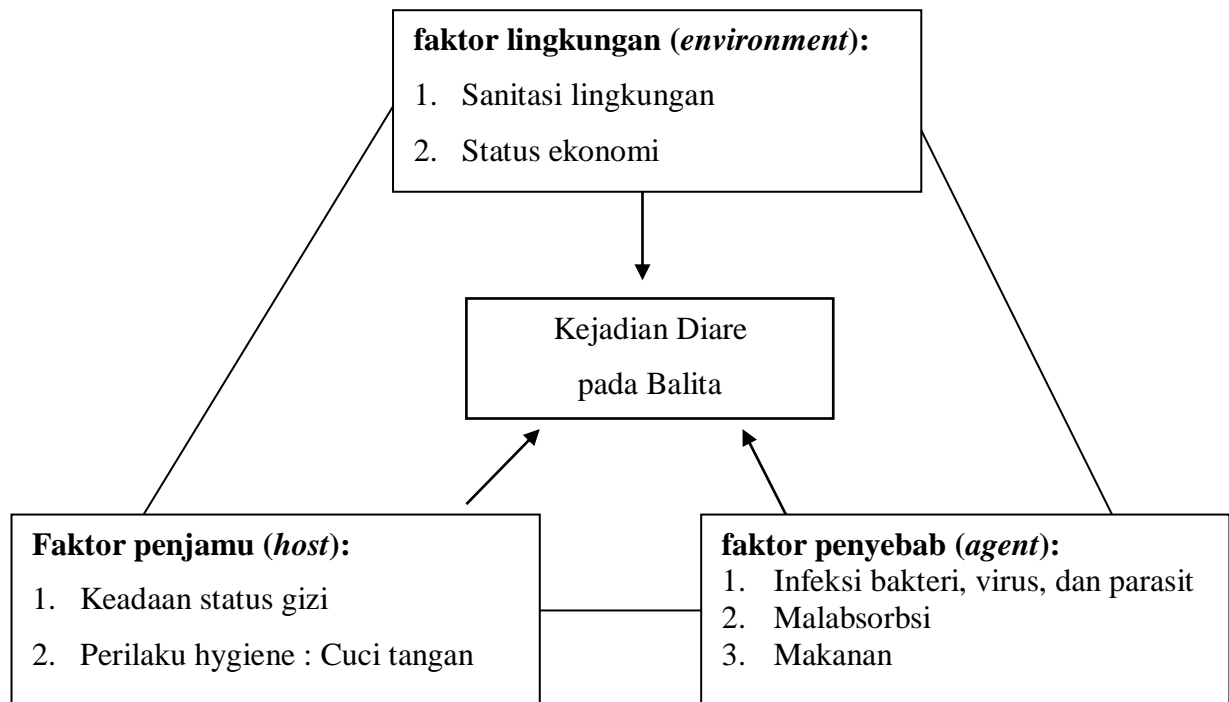 faktor lingkungan (environment):
1. Sanitasi lingkungan
2. Status ekonomi
Kejadian Diare
pada Balita
Faktor penjamu (host):
1. Keadaan status gizi
2. Perilaku hygiene : Cuci tangan
faktor penyebab (agent):
1. Infeksi bakteri, virus, dan parasit
2. Malabsorbsi
3. Makanan